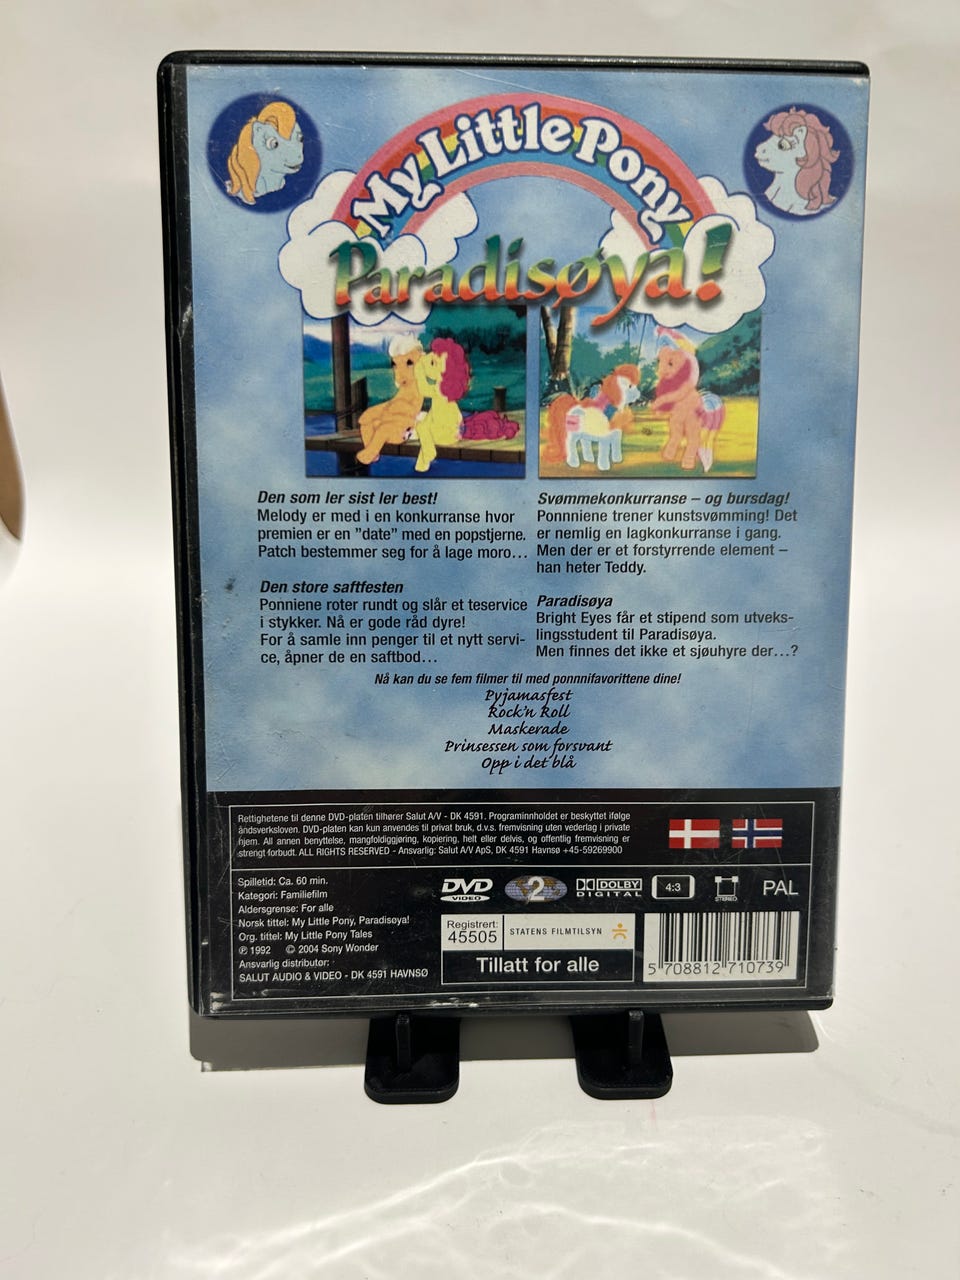 My Little Pony
Paradisøya!
Den som ler sist ler best!
Melody er med i en konkurranse hvor
premien er en "date" med en popstjerne.
Patch bestemmer seg for å lage moro...
Den store saftfesten
Ponniene roter rundt og slår et teservice
i stykker. Nå er gode råd dyre!
For å samle inn penger til et nytt servi-
ce, åpner de en saftbod...
Svømmekonkurranse – og bursdag!
Ponnniene trener kunstsvømming! Det
er nemlig en lagkonkurranse i gang.
Men der er et forstyrrende element –
han heter Teddy.
Paradisøya
Bright Eyes får et stipend som utveks-
lingsstudent til Paradisøya.
Men finnes det ikke et sjøuhyre der...?
Nå kan du se fem filmer til med ponnnifavorittene dine!
Pyjamasfest
Rock'n Roll
Maskerade
Prinsessen som forsvant
Opp i det blå
Rettighetene til denne DVD-platen tilhører Salut A/V - DK 4591. Programinnholdet er beskyttet ifølge
åndsverksloven. DVD-platen kan kun anvendes til privat bruk, d.v.s. fremvisning uten vederlag i private
hjem. All annen benyttelse, mangfoldiggjøring, kopiering, helt eller delvis, og offentlig fremvisning er
strengt forbudt. ALL RIGHTS RESERVED - Ansvarlig: Salut A/V ApS, DK 4591 Havnsø +45-59269900
Spilletid: Ca. 60 min.
Kategori: Familiefilm
Aldersgrense: For alle
Norsk tittel: My Little Pony, Paradisøya!
Org. tittel: My Little Pony Tales
℗ 1992 © 2004 Sony Wonder
Ansvarlig distributør:
SALUT AUDIO & VIDEO - DK 4591 HAVNSØ
DVD VIDEO
2
DOLBY DIGITAL
4:3
STEREO
PAL
Registrert:
45505
STATENS FILMTILSYN
Tillatt for alle
5 708812 710739